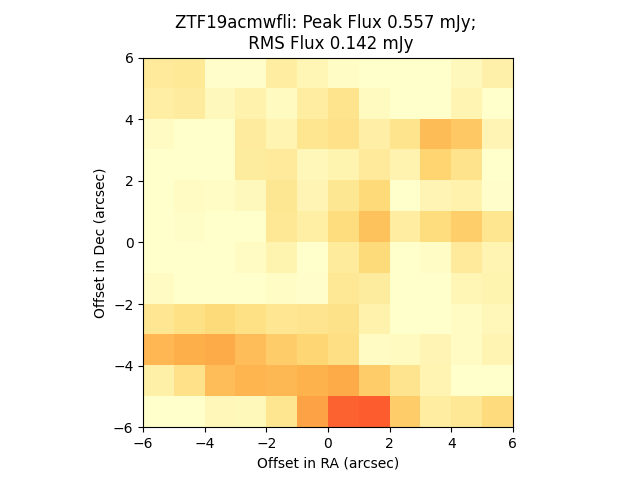 ZTF19acmwfli: Peak Flux 0.557 mJy;
RMS Flux 0.142 mJy
6
4
2
0
−2
−4
−6
Offset in Dec (arcsec)
−6 −4 −2 0 2 4 6
Offset in RA (arcsec)